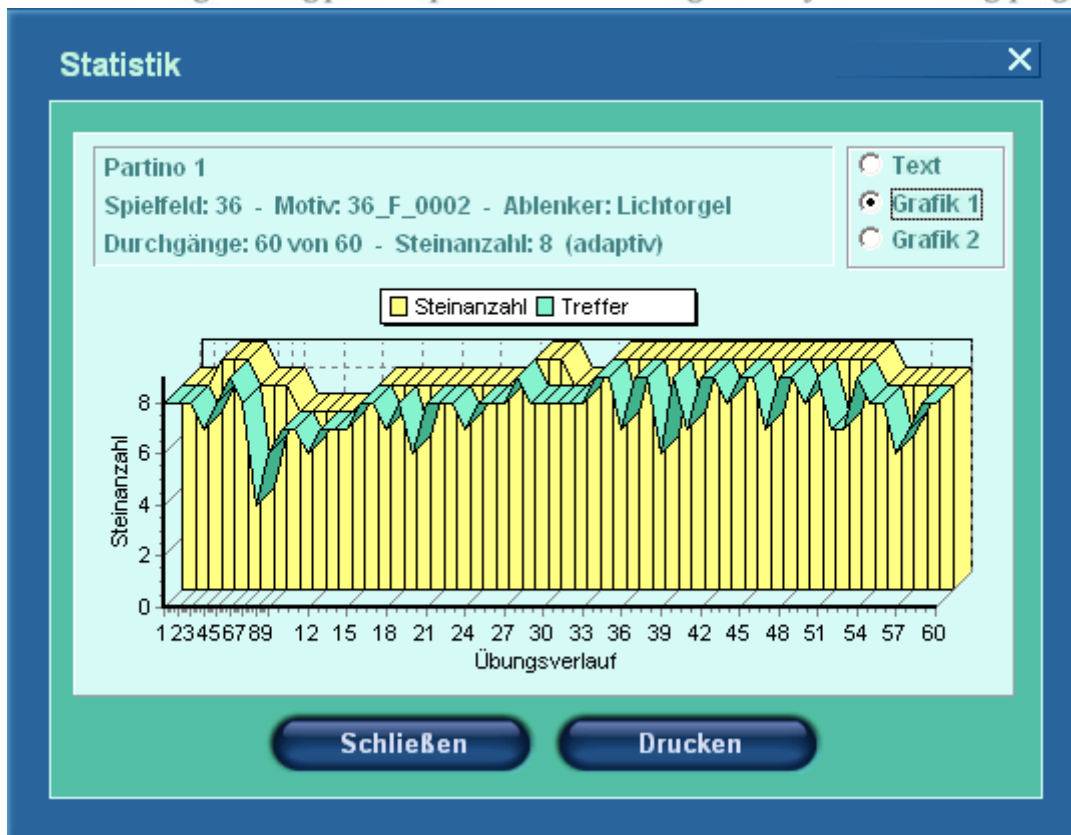 Statistik
Partino 1
Spielfeld: 36 - Motiv: 36_F_0002 - Ablenker: Lichtorgel
Durchgänge: 60 von 60 - Steinanzahl: 8 (adaptiv)
Text
Grafik 1
Grafik 2
Steinanzahl Treffer
Steinanzahl
8
6
4
2
0
1 2 3 4 5 6 7 8 9 12 15 18 21 24 27 30 33 36 39 42 45 48 51 54 57 60
Übungsverlauf
Schließen Drucken